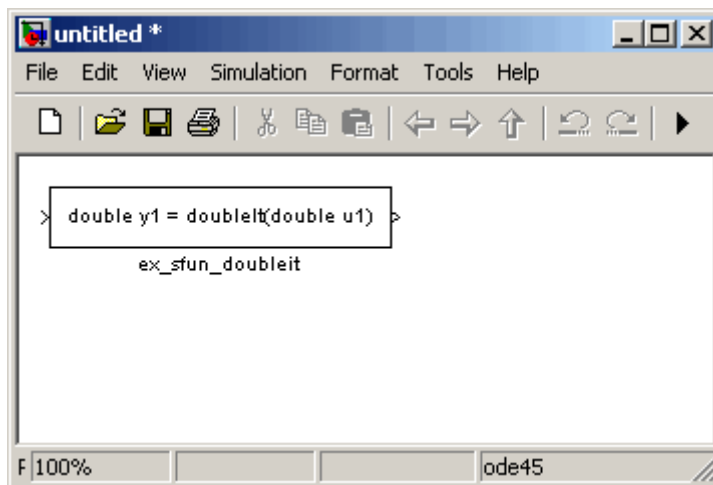 untitled *
File Edit View Simulation Format Tools Help
double y1 = doubleIt(double u1)
ex_sfun_doubleit
F 100% ode45